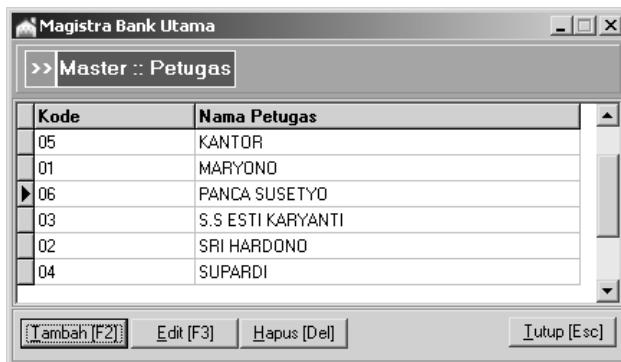 Magistra Bank Utama
>> Master :: Petugas
Kode Nama Petugas
05 KANTOR
01 MARYONO
06 PANCA SUSETYO
03 S.S ESTI KARYANTI
02 SRI HARDONO
04 SUPARDI
Tambah [F2] Edit [F3] Hapus [Del] Tutup [Esc]